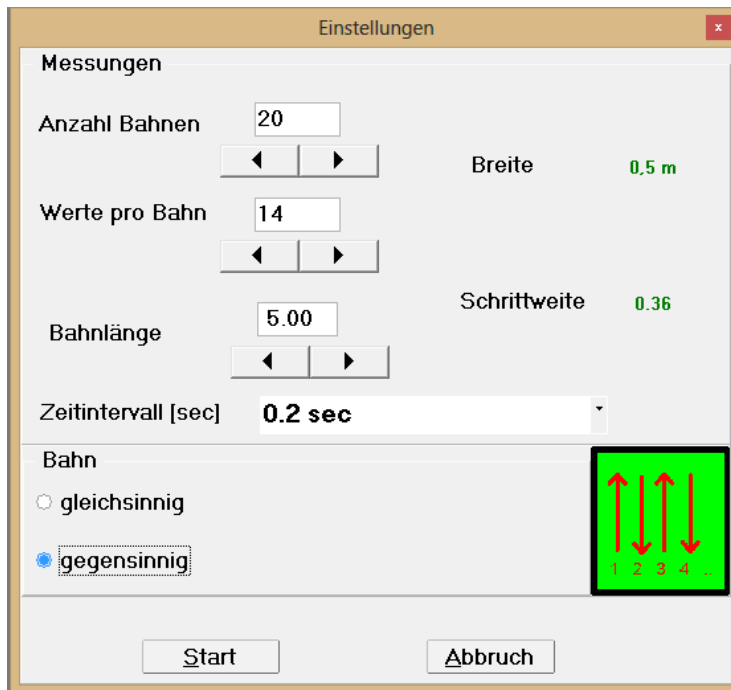 Einstellungen
x
Messungen
Anzahl Bahnen
20
Breite
0,5 m
Werte pro Bahn
14
Schrittweite
0.36
Bahnlänge
5.00
Zeitintervall [sec]
0.2 sec
Bahn
gleichsinnig
gegensinnig
1 2 3 4 ..
Start
Abbruch